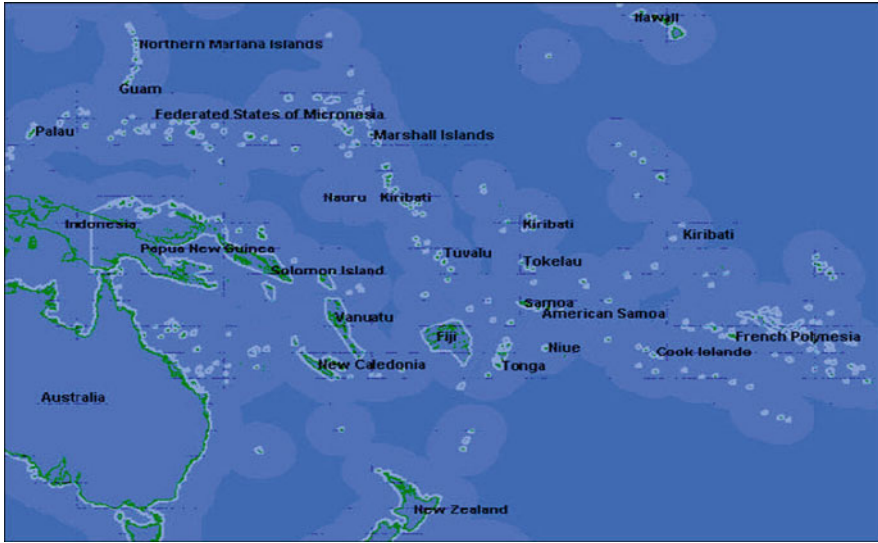 Hawaii
Northern Mariana Islands
Guam
Federated States of Micronesia
Palau
Marshall Islands
Nauru
Kiribati
Indonesia
Kiribati
Kiribati
Papua New Guinea
Tuvalu
Tokelau
Solomon Island
Samoa
American Samoa
Vanuatu
Fiji
French Polynesia
Niue
Cook Islands
New Caledonia
Tonga
Australia
New Zealand